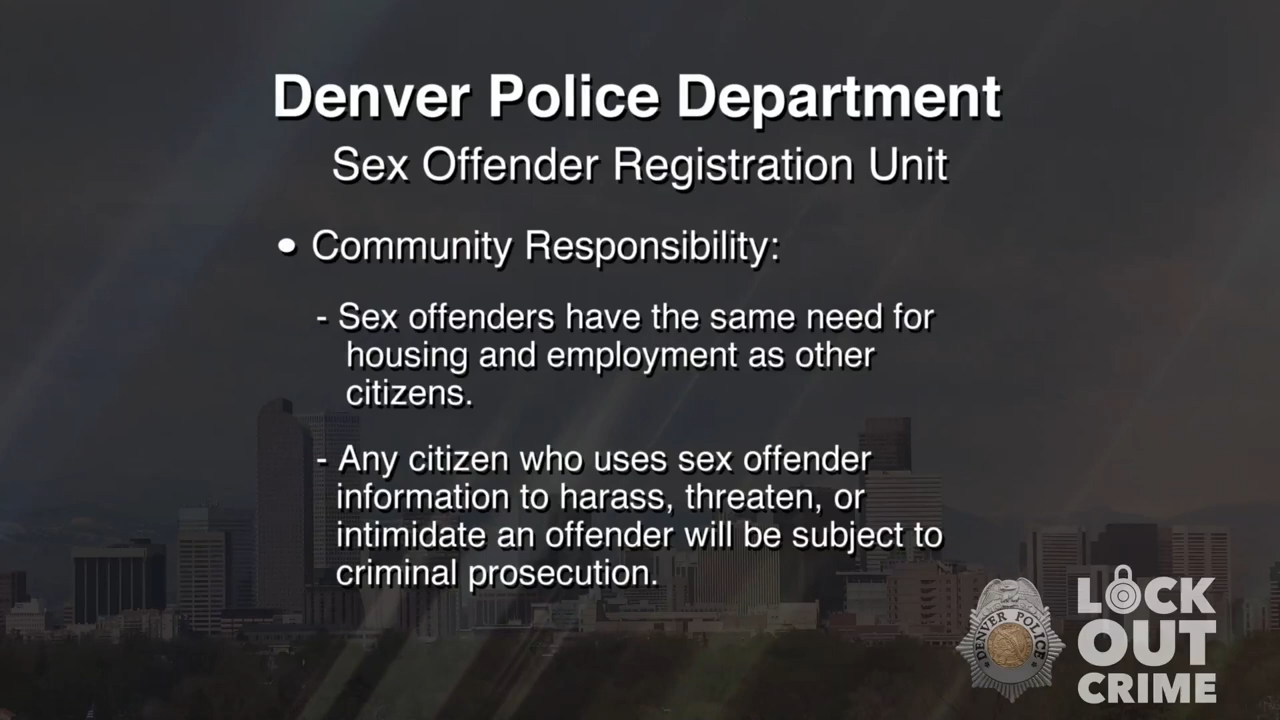 Denver Police Department
Sex Offender Registration Unit
• Community Responsibility:
- Sex offenders have the same need for
housing and employment as other
citizens.
- Any citizen who uses sex offender
information to harass, threaten, or
intimidate an offender will be subject to
criminal prosecution.
DENVER POLICE
LOCK
OUT
CRIME